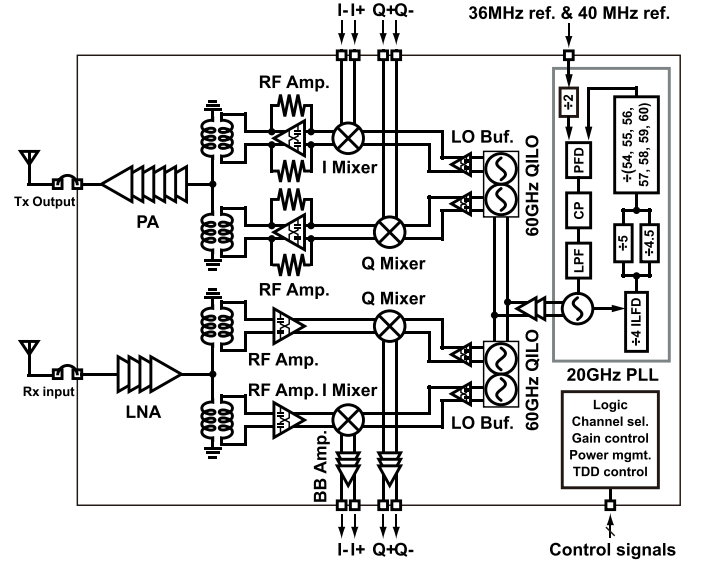 I- I+ Q+ Q-
36MHz ref. & 40 MHz ref.
RF Amp.
÷2
÷(54, 55, 56,
57, 58, 59, 60)
LO Buf.
I Mixer
PFD
60GHz QILO
Tx Output
PA
CP
÷5
÷4.5
Q Mixer
LPF
RF Amp.
Q Mixer
÷4 ILFD
RF Amp.
20GHz PLL
Rx input
LNA
RF Amp. I Mixer
60GHz QILO
LO Buf.
BB Amp.
Logic
Channel sel.
Gain control
Power mgmt.
TDD control
I- I+ Q+ Q-
Control signals